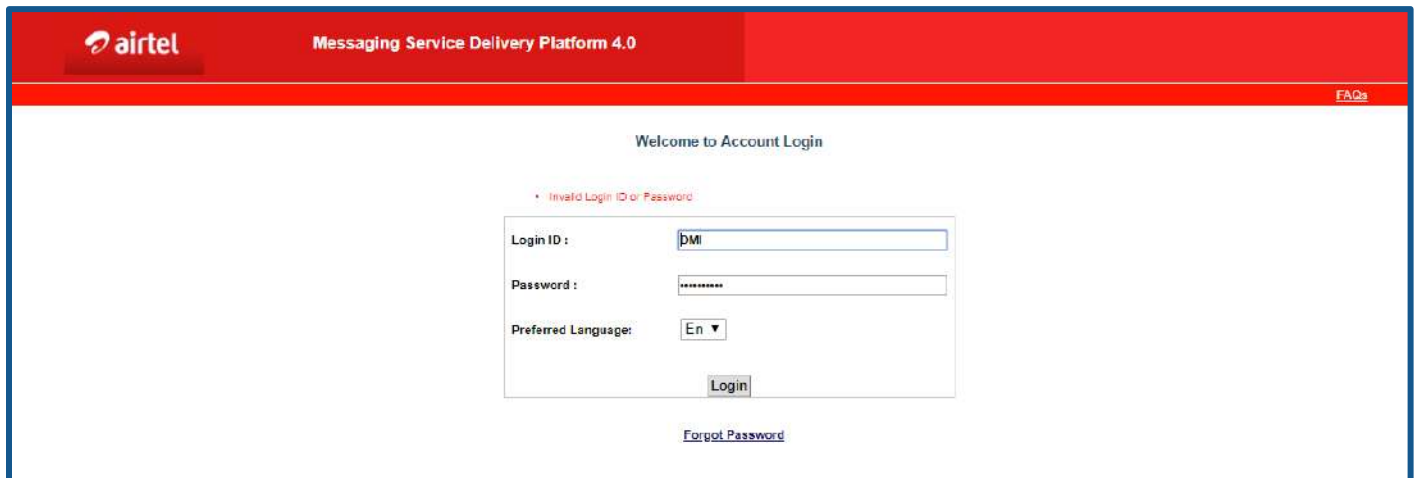 airtel Messaging Service Delivery Platform 4.0
FAQs
Welcome to Account Login
• Invalid Login ID or Password
Login ID : DMI
Password : ••••••••••
Preferred Language: En ▼
Login
Forgot Password